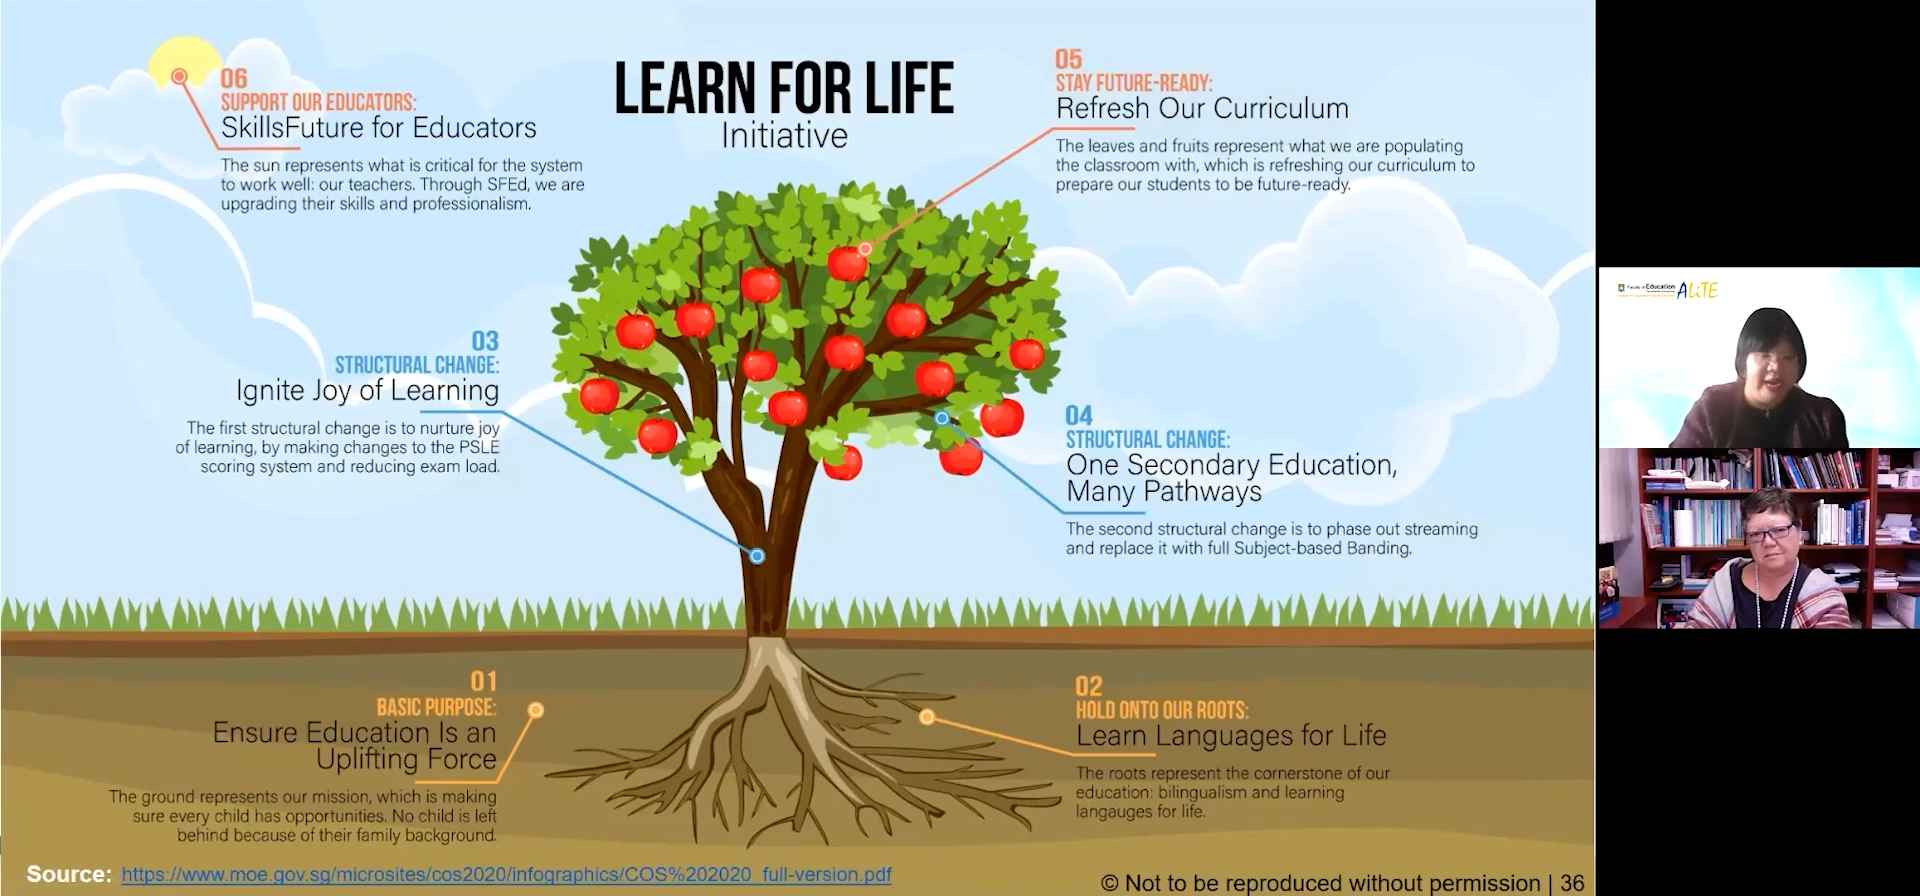 LEARN FOR LIFE
Initiative
06
SUPPORT OUR EDUCATORS:
SkillsFuture for Educators
The sun represents what is critical for the system
to work well: our teachers. Through SFEd, we are
upgrading their skills and professionalism.
05
STAY FUTURE-READY:
Refresh Our Curriculum
The leaves and fruits represent what we are populating
the classroom with, which is refreshing our curriculum to
prepare our students to be future-ready.
03
STRUCTURAL CHANGE:
Ignite Joy of Learning
The first structural change is to nurture joy
of learning, by making changes to the PSLE
scoring system and reducing exam load.
04
STRUCTURAL CHANGE:
One Secondary Education,
Many Pathways
The second structural change is to phase out streaming
and replace it with full Subject-based Banding.
01
BASIC PURPOSE:
Ensure Education Is an
Uplifting Force
The ground represents our mission, which is making
sure every child has opportunities. No child is left
behind because of their family background.
02
HOLD ONTO OUR ROOTS:
Learn Languages for Life
The roots represent the cornerstone of our
education: bilingualism and learning
langauges for life.
Source: https://www.moe.gov.sg/microsites/cos2020/infographics/COS%202020_full-version.pdf
© Not to be reproduced without permission | 36
Faculty of Education
ALiTE